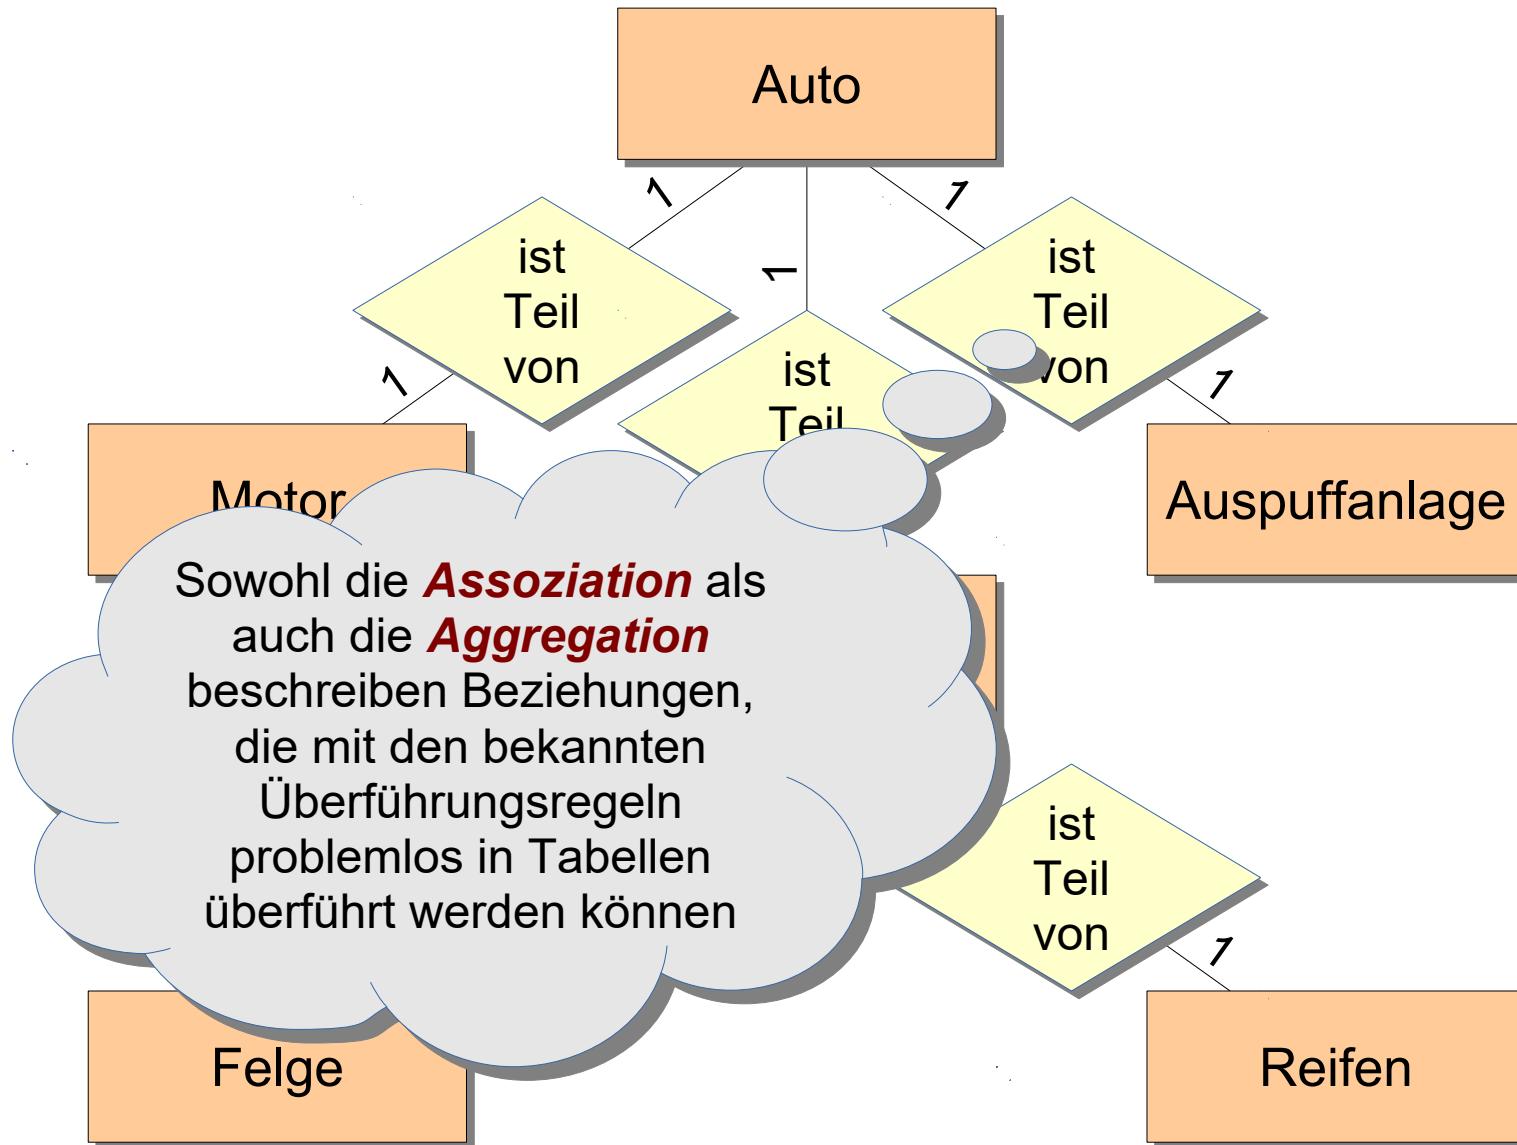 Auto
1
1
1
ist
Teil
von
ist
Teil
von
ist
Teil
1
1
Motor
Auspuffanlage
Sowohl die Assoziation als
auch die Aggregation
beschreiben Beziehungen,
die mit den bekannten
Überführungsregeln
problemlos in Tabellen
überführt werden können
ist
Teil
von
1
Felge
Reifen